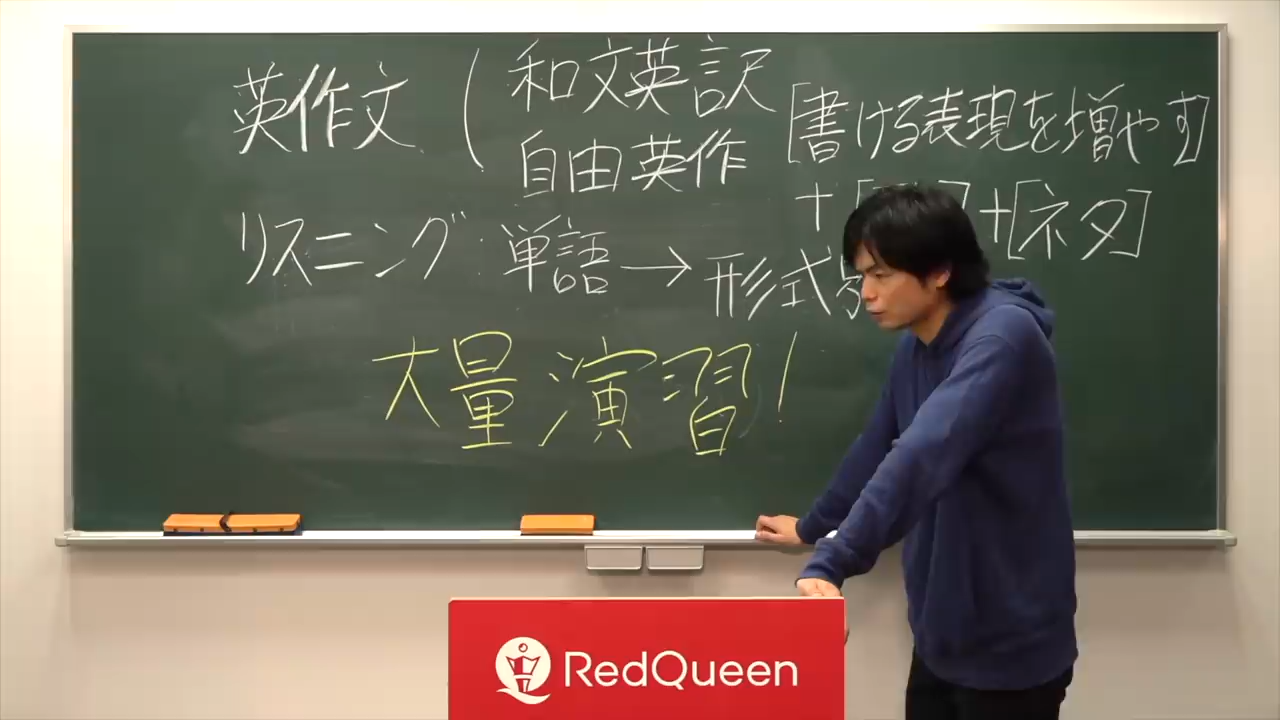 英作文 ( 和文英訳
自由英作 [書ける表現を増やす]
+ [ ] + [ネタ]
リスニング : 単語 → 形式
大量演習!
RedQueen